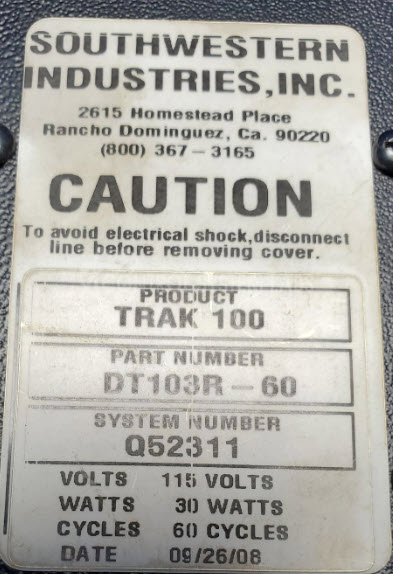 SOUTHWESTERN
INDUSTRIES, INC.
2615 Homestead Place
Rancho Dominguez, Ca. 90220
(800) 367 – 3165
CAUTION
To avoid electrical shock, disconnect
line before removing cover.
PRODUCT
TRAK 100
PART NUMBER
DT103R – 60
SYSTEM NUMBER
Q52311
VOLTS 115 VOLTS
WATTS 30 WATTS
CYCLES 60 CYCLES
DATE 09/26/08